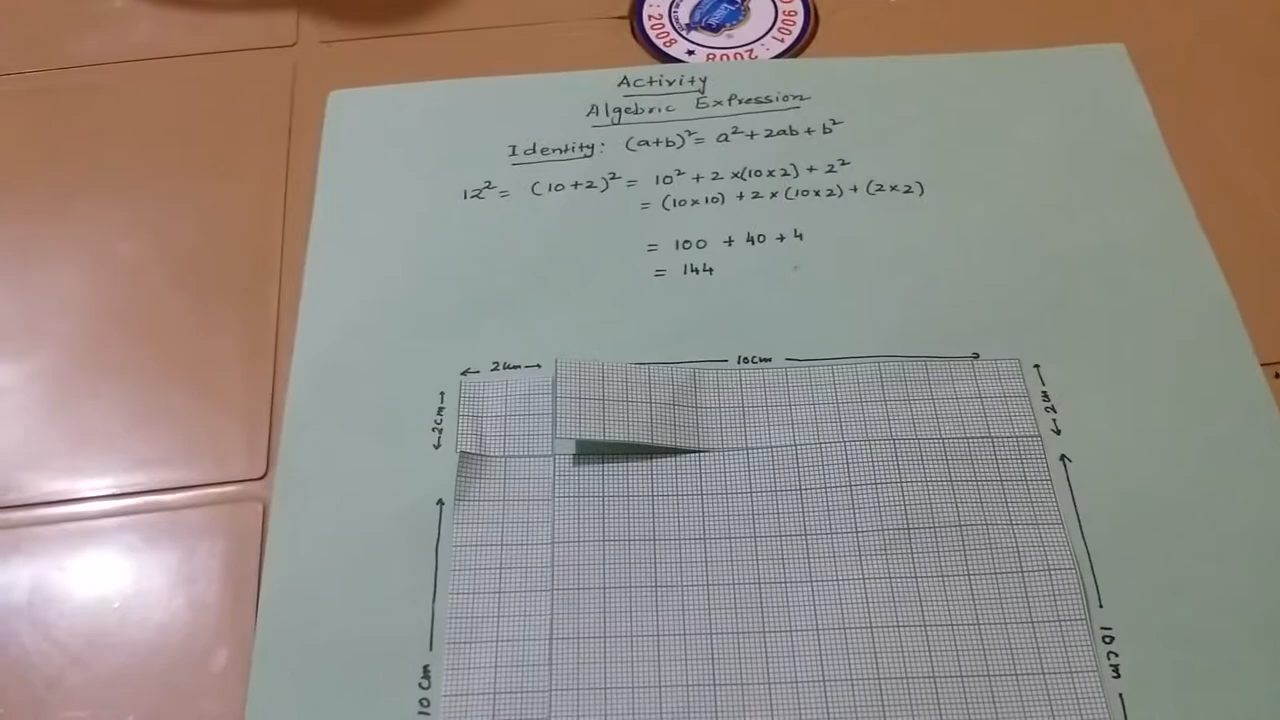 : 2008 ★ 9001 : 2008
Activity
Algebric Expression
Identity: (a+b)² = a² + 2ab + b²
12² = (10+2)² = 10² + 2 ×(10×2) + 2²
= (10×10) + 2 × (10×2) + (2×2)
= 100 + 40 + 4
= 144
2cm 10cm
2cm 2cm
10 cm 10cm